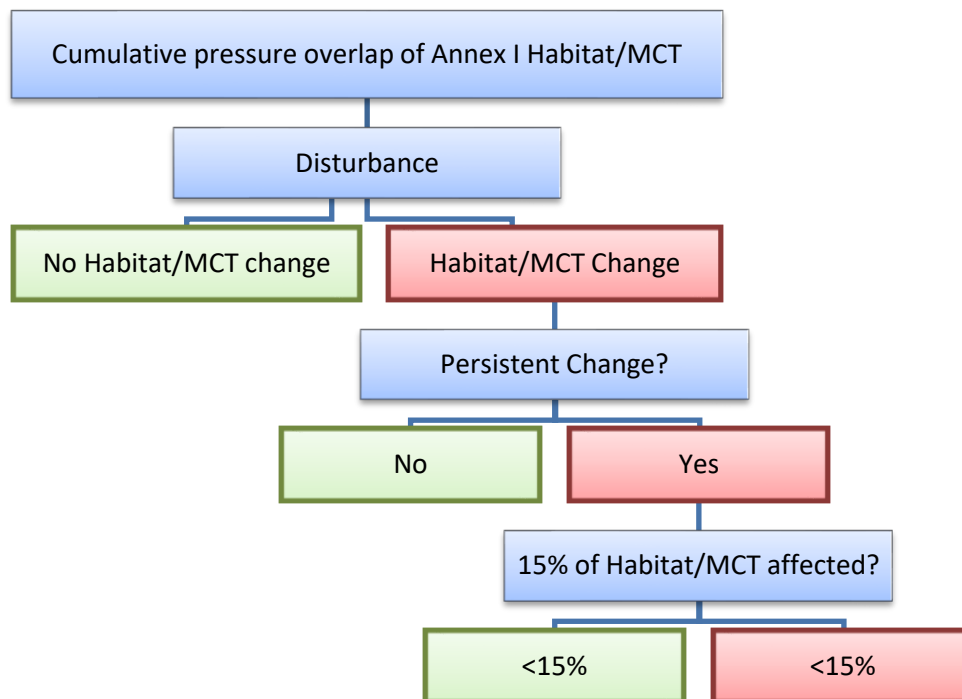 Cumulative pressure overlap of Annex I Habitat/MCT
Disturbance
No Habitat/MCT change
Habitat/MCT Change
Persistent Change?
No
Yes
15% of Habitat/MCT affected?
<15%
<15%